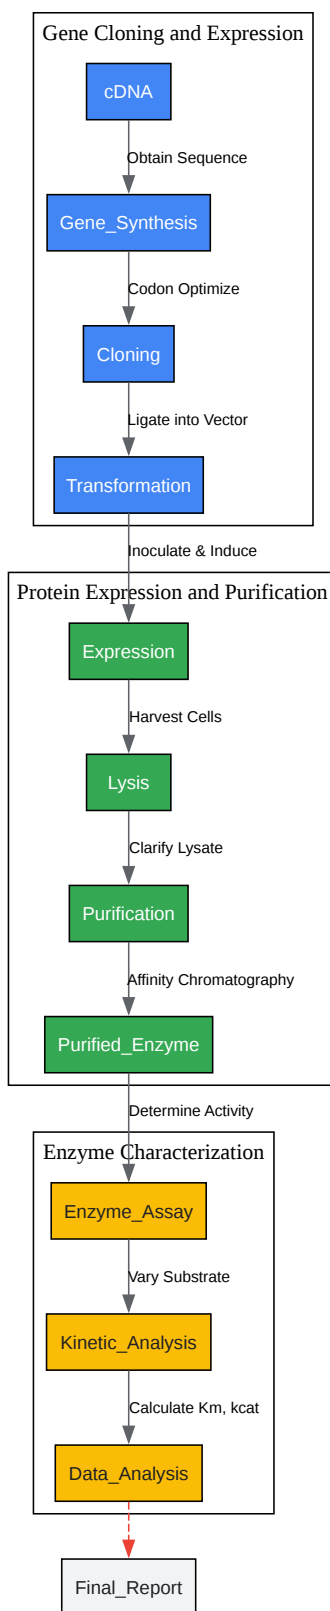 Gene Cloning and Expression
cDNA
Obtain Sequence
Gene_Synthesis
Codon Optimize
Cloning
Ligate into Vector
Transformation
Inoculate & Induce
Protein Expression and Purification
Expression
Harvest Cells
Lysis
Clarify Lysate
Purification
Affinity Chromatography
Purified_Enzyme
Determine Activity
Enzyme Characterization
Enzyme_Assay
Vary Substrate
Kinetic_Analysis
Calculate Km, kcat
Data_Analysis
Final_Report